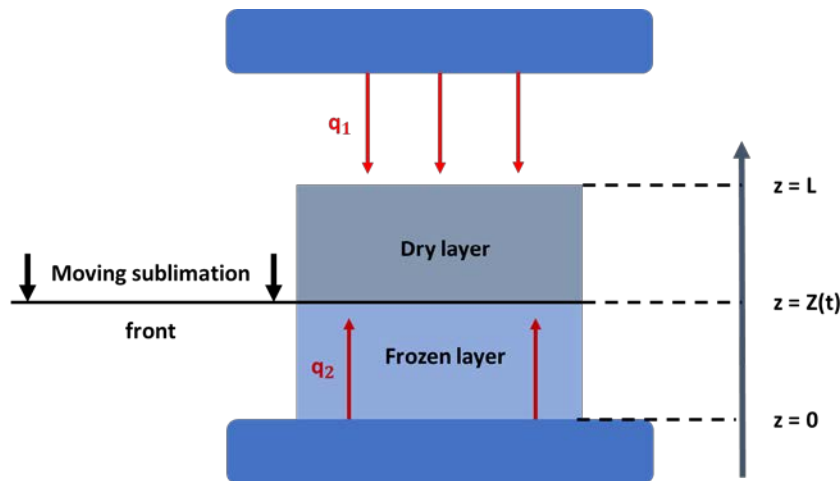 q₁
z = L
Dry layer
Moving sublimation
z = Z(t)
front
Frozen layer
q₂
z = 0